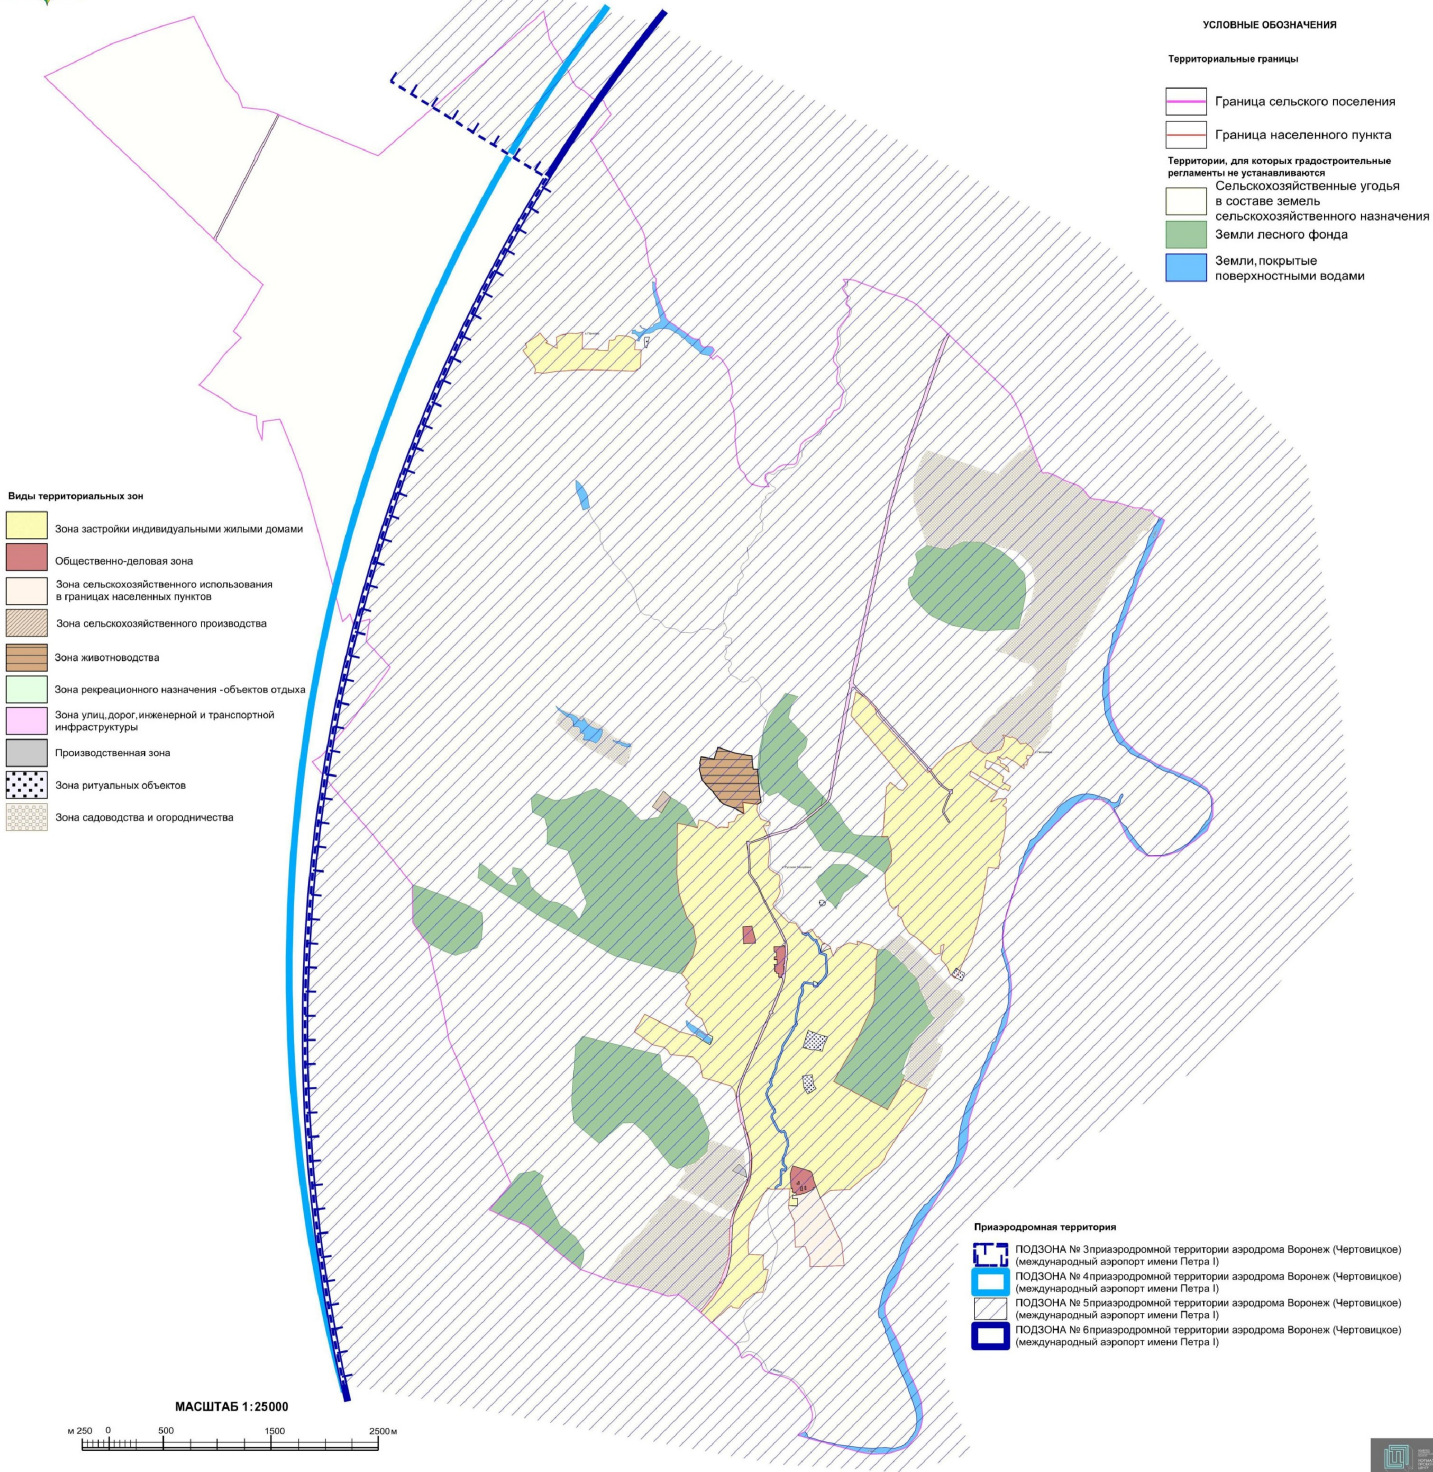 УСЛОВНЫЕ ОБОЗНАЧЕНИЯ
Территориальные границы
Граница сельского поселения
Граница населенного пункта
Территории, для которых градостроительные
регламенты не устанавливаются
Сельскохозяйственные угодья
в составе земель
сельскохозяйственного назначения
Земли лесного фонда
Земли, покрытые
поверхностными водами
Виды территориальных зон
Зона застройки индивидуальными жилыми домами
Общественно-деловая зона
Зона сельскохозяйственного использования
в границах населенных пунктов
Зона сельскохозяйственного производства
Зона животноводства
Зона рекреационного назначения -объектов отдыха
Зона улиц, дорог, инженерной и транспортной
инфраструктуры
Производственная зона
Зона ритуальных объектов
Зона садоводства и огородничества
Приаэродромная территория
ПОДЗОНА № 3приаэродромной территории аэродрома Воронеж (Чертовицкое)
(международный аэропорт имени Петра I)
ПОДЗОНА № 4приаэродромной территории аэродрома Воронеж (Чертовицкое)
(международный аэропорт имени Петра I)
ПОДЗОНА № 5приаэродромной территории аэродрома Воронеж (Чертовицкое)
(международный аэропорт имени Петра I)
ПОДЗОНА № 6приаэродромной территории аэродрома Воронеж (Чертовицкое)
(международный аэропорт имени Петра I)
МАСШТАБ 1:25000
м 250 0 500 1500 2500м